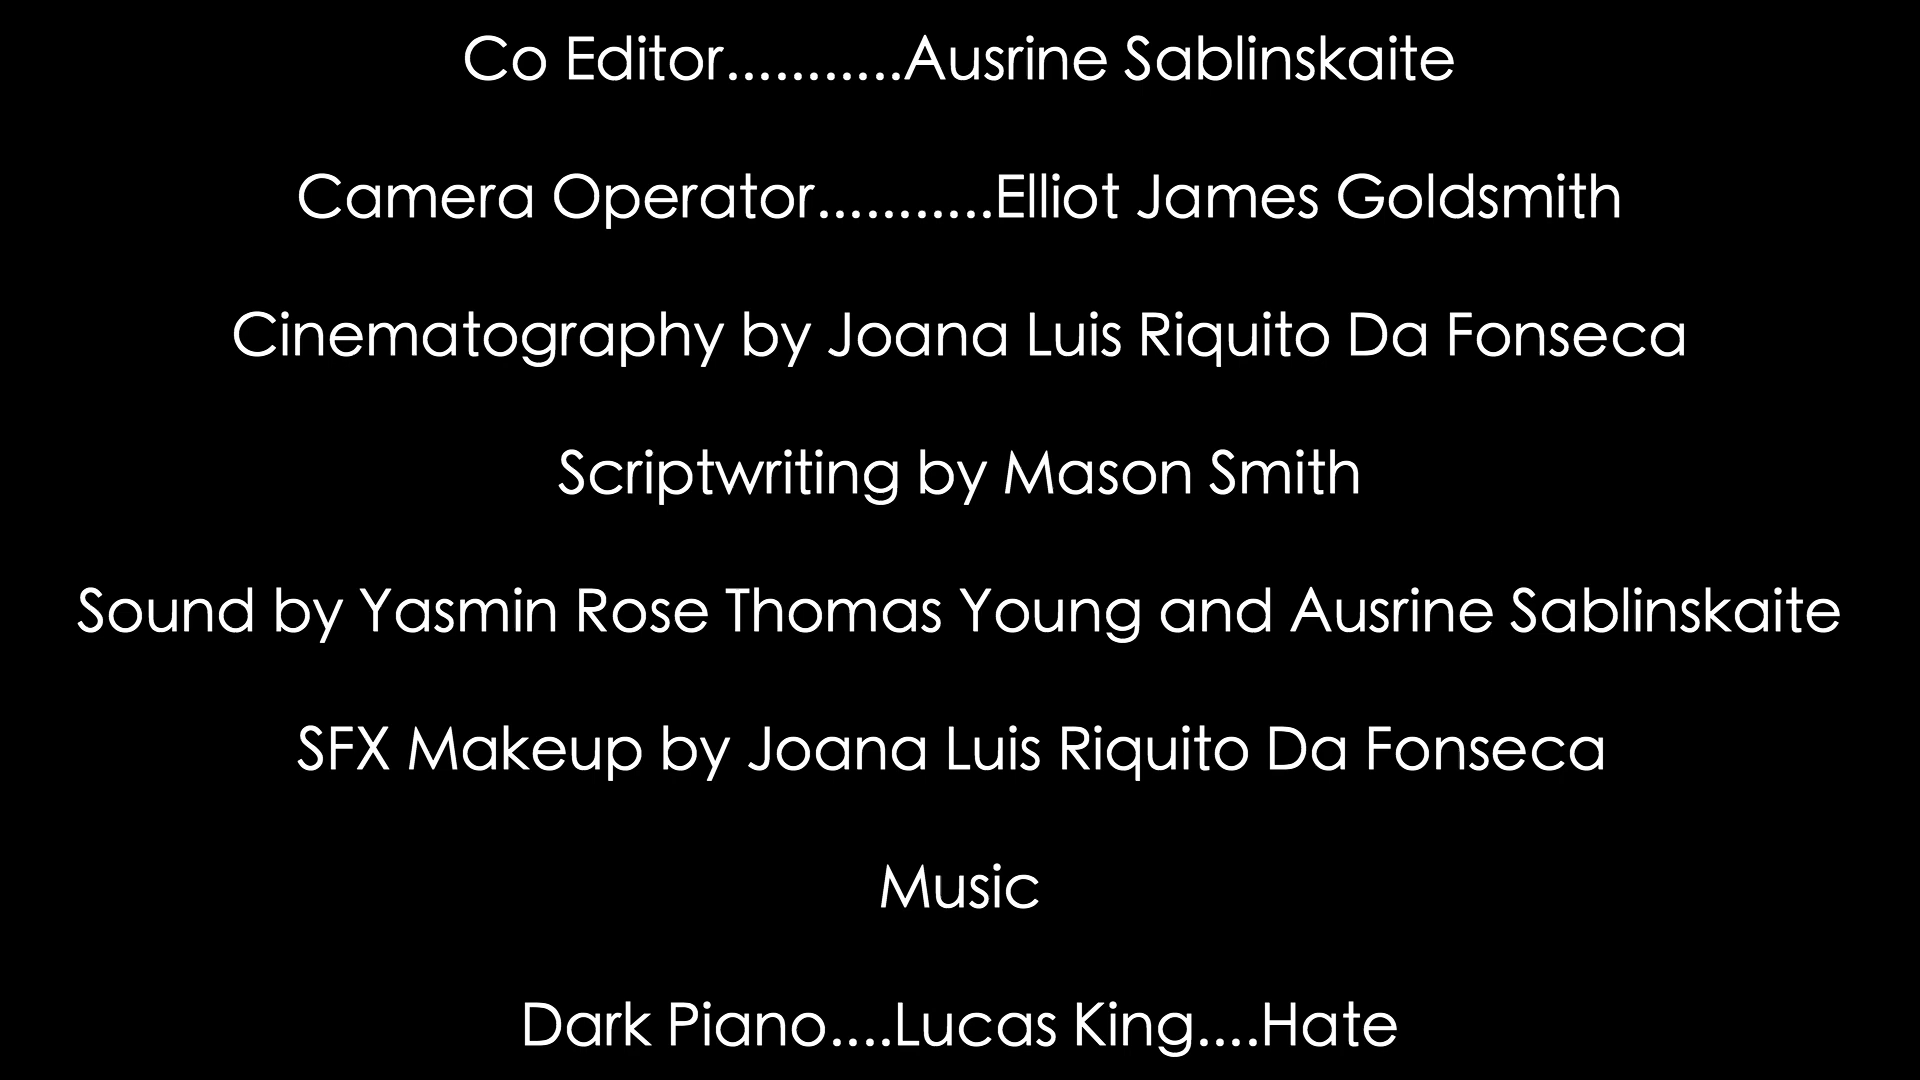 Co Editor...........Ausrine Sablinskaite
Camera Operator...........Elliot James Goldsmith
Cinematography by Joana Luis Riquito Da Fonseca
Scriptwriting by Mason Smith
Sound by Yasmin Rose Thomas Young and Ausrine Sablinskaite
SFX Makeup by Joana Luis Riquito Da Fonseca
Music
Dark Piano....Lucas King....Hate